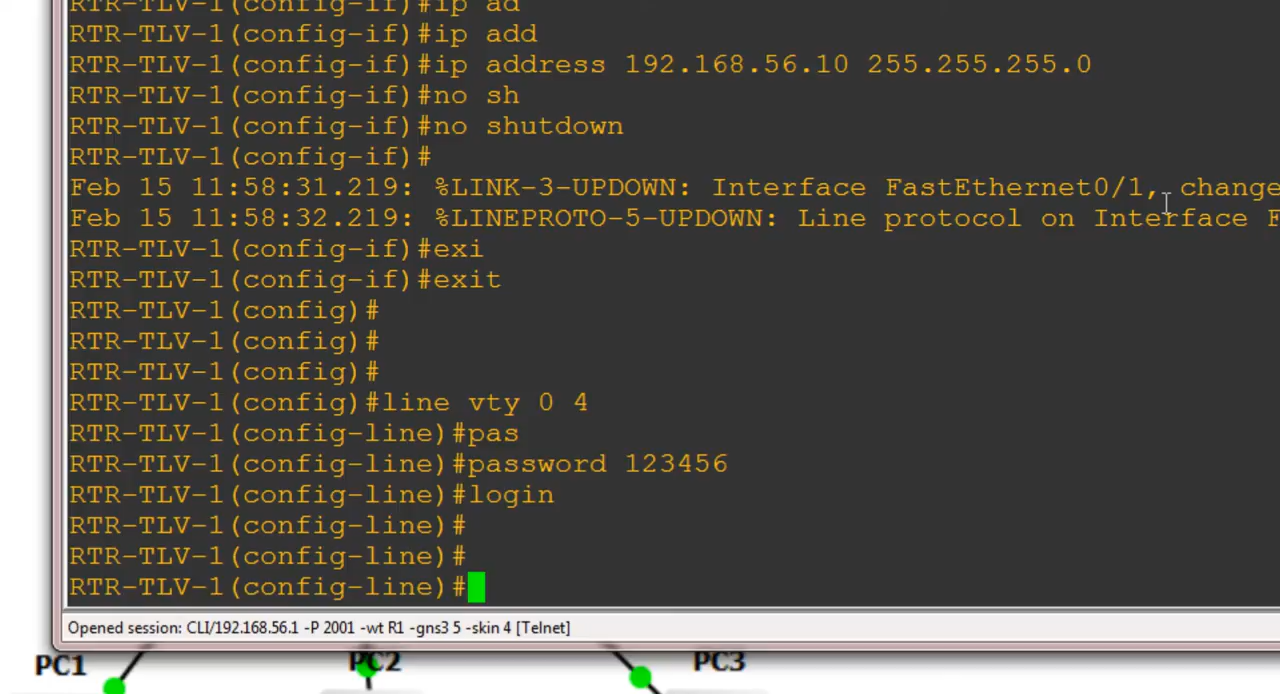 RTR-TLV-1(config-if)#ip ad
RTR-TLV-1(config-if)#ip add
RTR-TLV-1(config-if)#ip address 192.168.56.10 255.255.255.0
RTR-TLV-1(config-if)#no sh
RTR-TLV-1(config-if)#no shutdown
RTR-TLV-1(config-if)#
Feb 15 11:58:31.219: %LINK-3-UPDOWN: Interface FastEthernet0/1, change
Feb 15 11:58:32.219: %LINEPROTO-5-UPDOWN: Line protocol on Interface F
RTR-TLV-1(config-if)#exi
RTR-TLV-1(config-if)#exit
RTR-TLV-1(config)#
RTR-TLV-1(config)#
RTR-TLV-1(config)#
RTR-TLV-1(config)#line vty 0 4
RTR-TLV-1(config-line)#pas
RTR-TLV-1(config-line)#password 123456
RTR-TLV-1(config-line)#login
RTR-TLV-1(config-line)#
RTR-TLV-1(config-line)#
RTR-TLV-1(config-line)#
Opened session: CLI/192.168.56.1 -P 2001 -wt R1 -gns3 5 -skin 4 [Telnet]
PC1 PC2 PC3